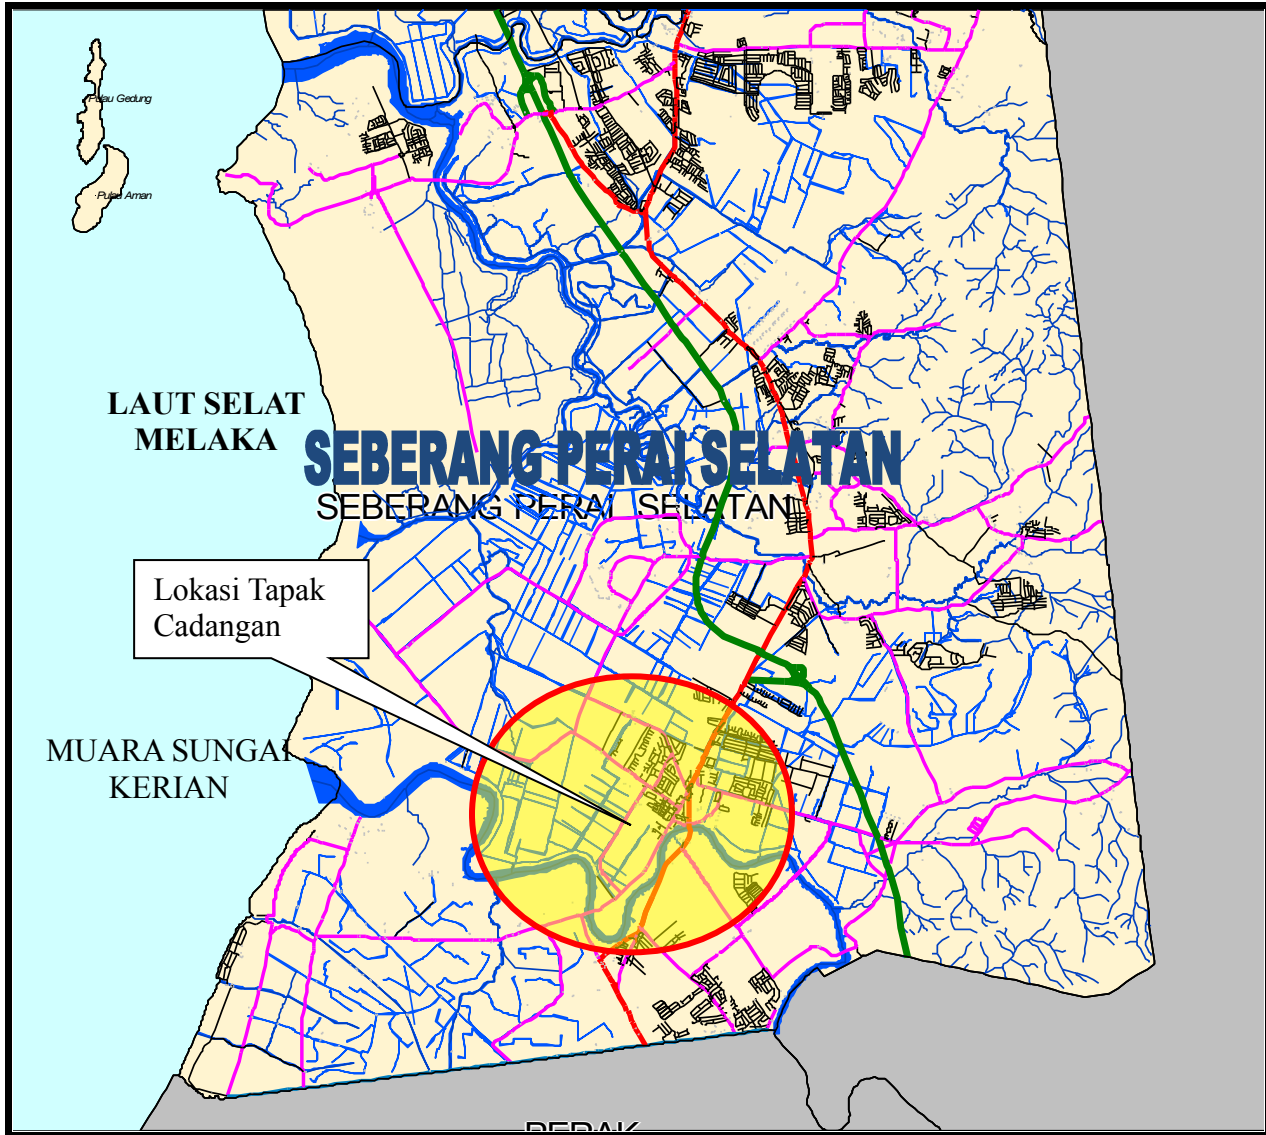 Pulau Gedung
Pulau Aman
LAUT SELAT
MELAKA
SEBERANG PERAI SELATAN
SEBERANG PERAI SELATAN
Lokasi Tapak
Cadangan
MUARA SUNGAI
KERIAN
PERAK